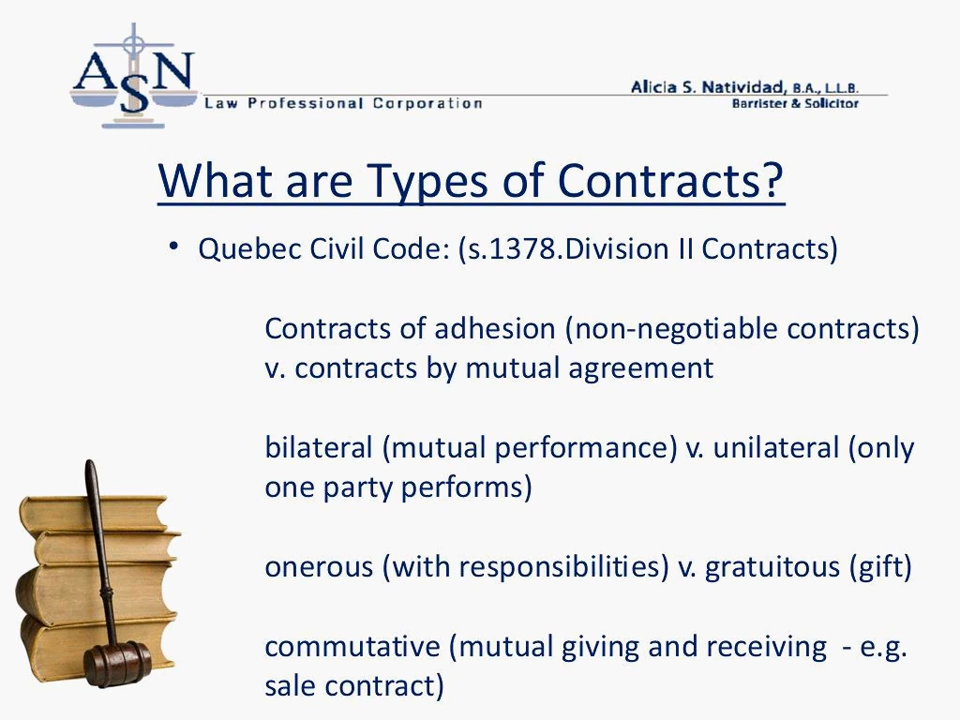 ASN
Law Professional Corporation
Alicia S. Natividad, B.A., L.L.B.
Barrister & Solicitor
What are Types of Contracts?
• Quebec Civil Code: (s.1378.Division II Contracts)
Contracts of adhesion (non-negotiable contracts)
v. contracts by mutual agreement
bilateral (mutual performance) v. unilateral (only
one party performs)
onerous (with responsibilities) v. gratuitous (gift)
commutative (mutual giving and receiving - e.g.
sale contract)